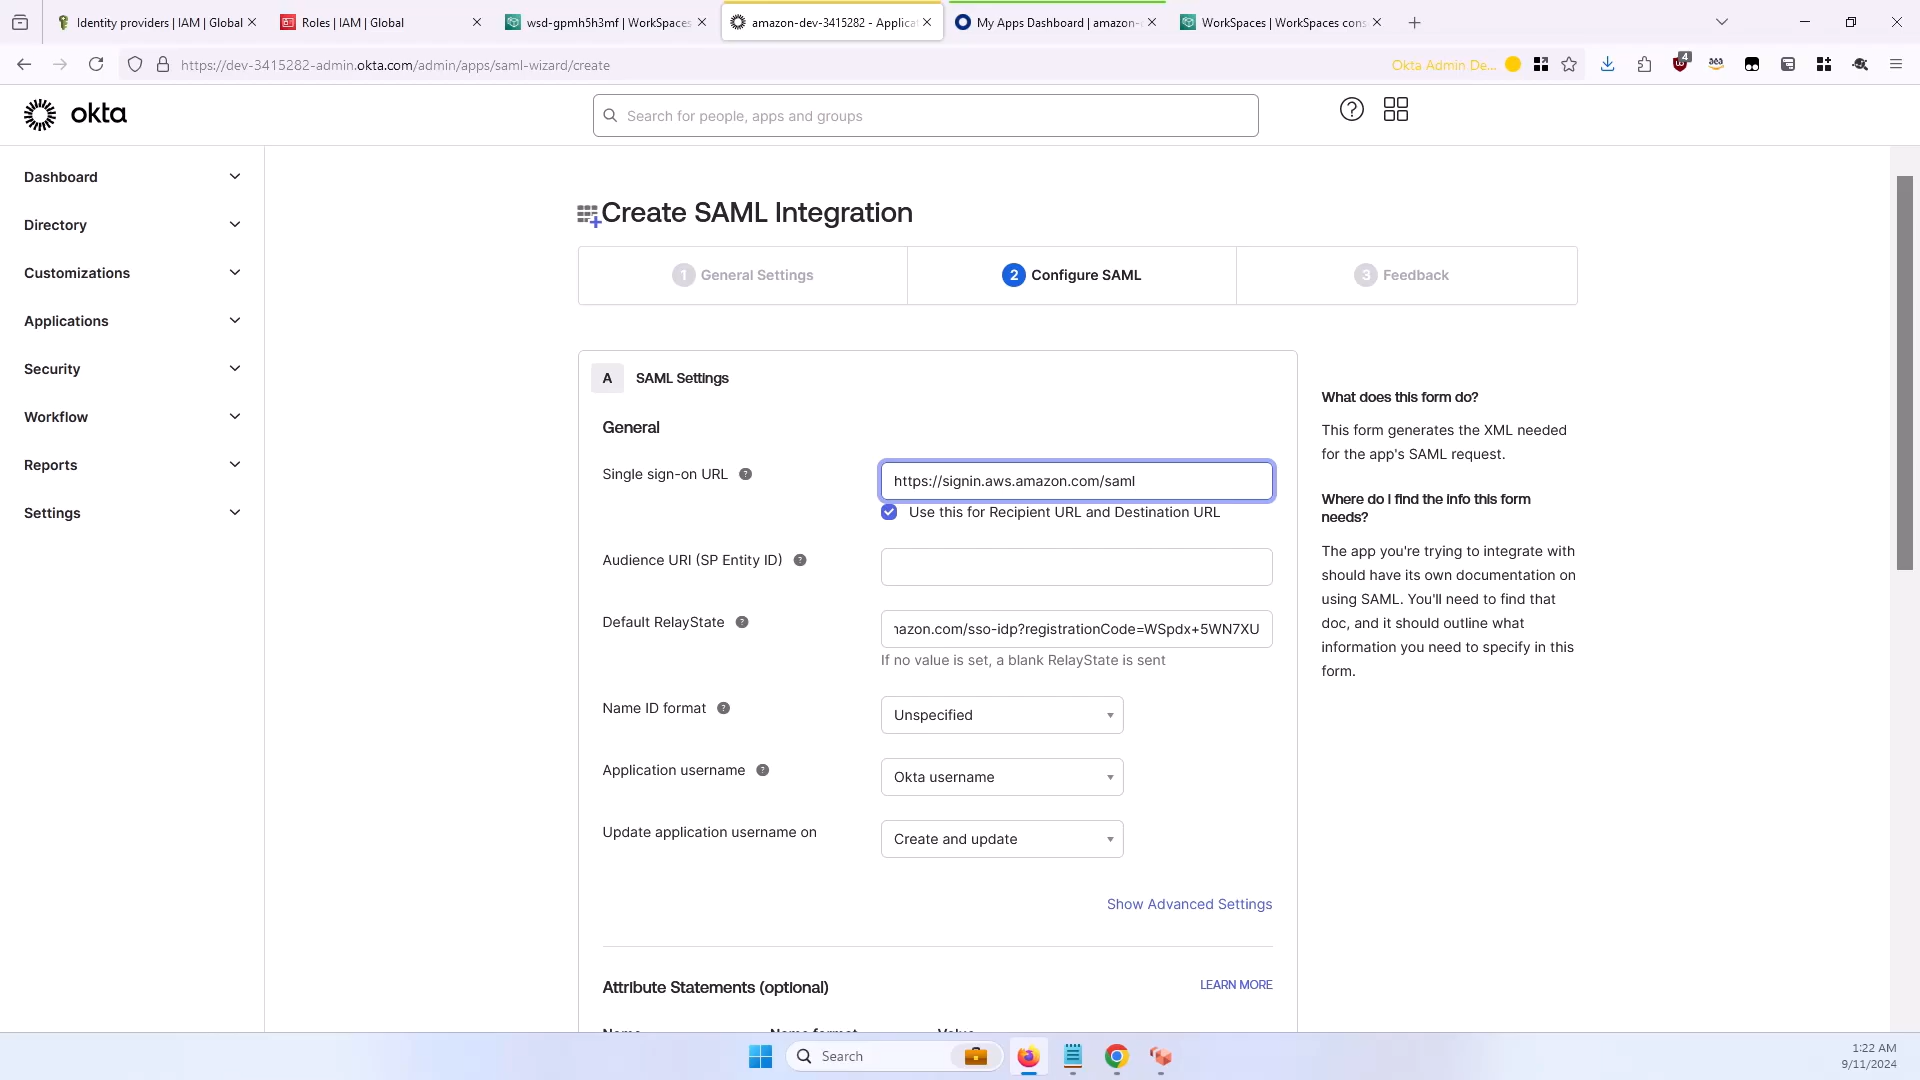 Identity providers | IAM | Global
Roles | IAM | Global
wsd-gpmh5h3mf | WorkSpaces
amazon-dev-3415282 - Applica
My Apps Dashboard | amazon-
WorkSpaces | WorkSpaces cons
https://dev-3415282-admin.okta.com/admin/apps/saml-wizard/create
Okta Admin De...
4
okta
Search for people, apps and groups
Dashboard
Directory
Customizations
Applications
Security
Workflow
Reports
Settings
Create SAML Integration
1 General Settings
2 Configure SAML
3 Feedback
A SAML Settings
General
Single sign-on URL ?
https://signin.aws.amazon.com/saml
Use this for Recipient URL and Destination URL
Audience URI (SP Entity ID) ?
Default RelayState ?
nazon.com/sso-idp?registrationCode=WSpdx+5WN7XU
If no value is set, a blank RelayState is sent
Name ID format ?
Unspecified
Application username ?
Okta username
Update application username on
Create and update
Show Advanced Settings
Attribute Statements (optional)
LEARN MORE
Name
Name format
Value
What does this form do?
This form generates the XML needed
for the app's SAML request.
Where do I find the info this form
needs?
The app you're trying to integrate with
should have its own documentation on
using SAML. You'll need to find that
doc, and it should outline what
information you need to specify in this
form.
Search
1:22 AM
9/11/2024